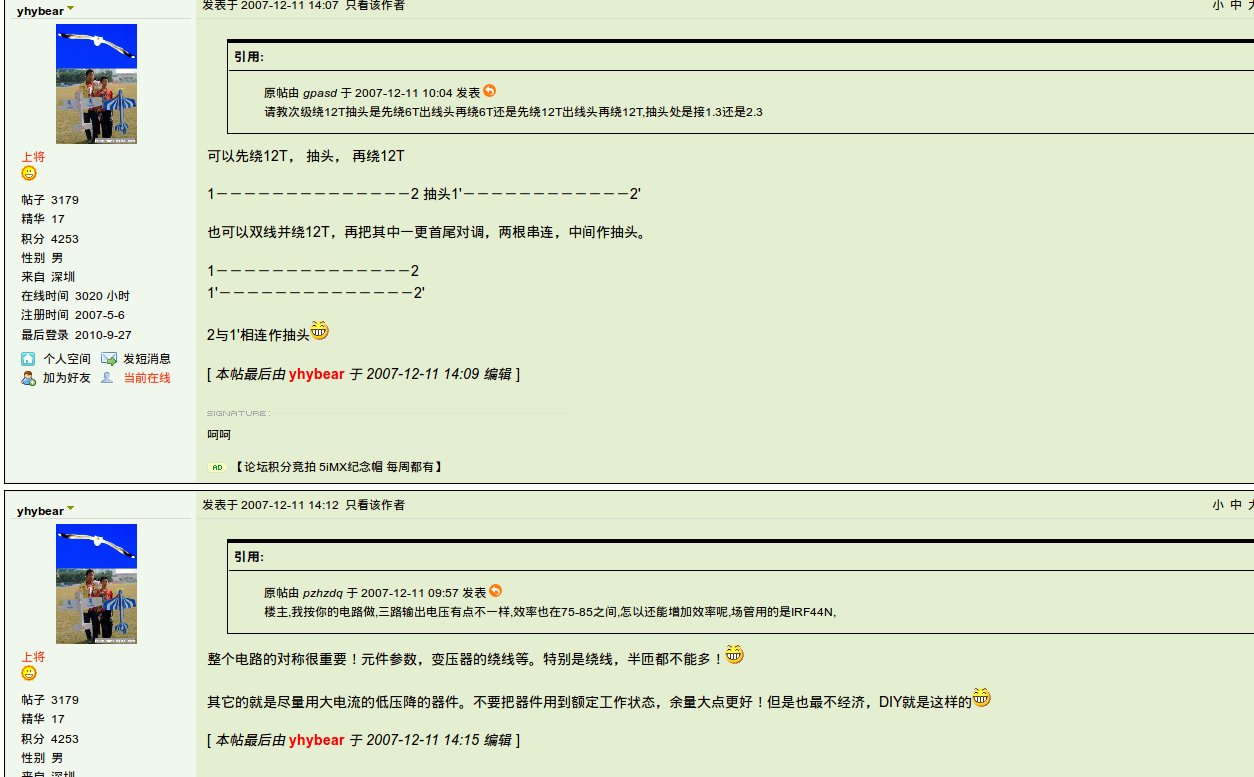 yhybear
发表于 2007-12-11 14:07 只看该作者
小 中
引用:
原帖由 gpasd 于 2007-12-11 10:04 发表
请教次级绕12T抽头是先绕6T出线头再绕6T还是先绕12T出线头再绕12T,抽头处是接1.3还是2.3
上将
帖子 3179
精华 17
积分 4253
性别 男
来自 深圳
在线时间 3020 小时
注册时间 2007-5-6
最后登录 2010-9-27
个人空间 发短消息
加为好友 当前在线
可以先绕12T， 抽头， 再绕12T
1－－－－－－－－－－－－－－2 抽头1'－－－－－－－－－－－－2'
也可以双线并绕12T，再把其中一更首尾对调，两根串连，中间作抽头。
1－－－－－－－－－－－－－－2
1'－－－－－－－－－－－－－－2'
2与1'相连作抽头
[ 本帖最后由 yhybear 于 2007-12-11 14:09 编辑 ]
SIGNATURE:
呵呵
AD 【论坛积分竞拍 5iMX纪念帽 每周都有】
yhybear
发表于 2007-12-11 14:12 只看该作者
小 中
引用:
原帖由 pzhzdq 于 2007-12-11 09:57 发表
楼主,我按你的电路做,三路输出电压有点不一样,效率也在75-85之间,怎以还能增加效率呢,场管用的是IRF44N,
上将
帖子 3179
精华 17
积分 4253
性别 男
整个电路的对称很重要！元件参数，变压器的绕线等。特别是绕线，半匝都不能多！
其它的就是尽量用大电流的低压降的器件。不要把器件用到额定工作状态，余量大点更好！但是也最不经济，DIY就是这样的
[ 本帖最后由 yhybear 于 2007-12-11 14:15 编辑 ]